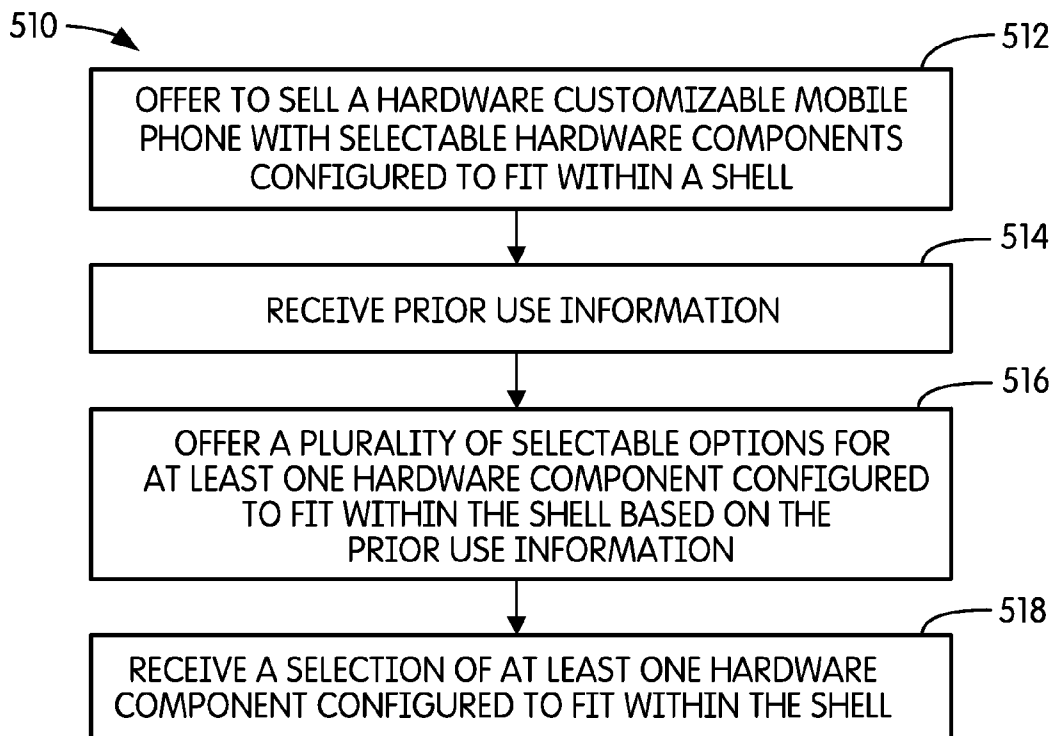 510
512
OFFER TO SELL A HARDWARE CUSTOMIZABLE MOBILE
PHONE WITH SELECTABLE HARDWARE COMPONENTS
CONFIGURED TO FIT WITHIN A SHELL
514
RECEIVE PRIOR USE INFORMATION
516
OFFER A PLURALITY OF SELECTABLE OPTIONS FOR
AT LEAST ONE HARDWARE COMPONENT CONFIGURED
TO FIT WITHIN THE SHELL BASED ON THE
PRIOR USE INFORMATION
518
RECEIVE A SELECTION OF AT LEAST ONE HARDWARE
COMPONENT CONFIGURED TO FIT WITHIN THE SHELL